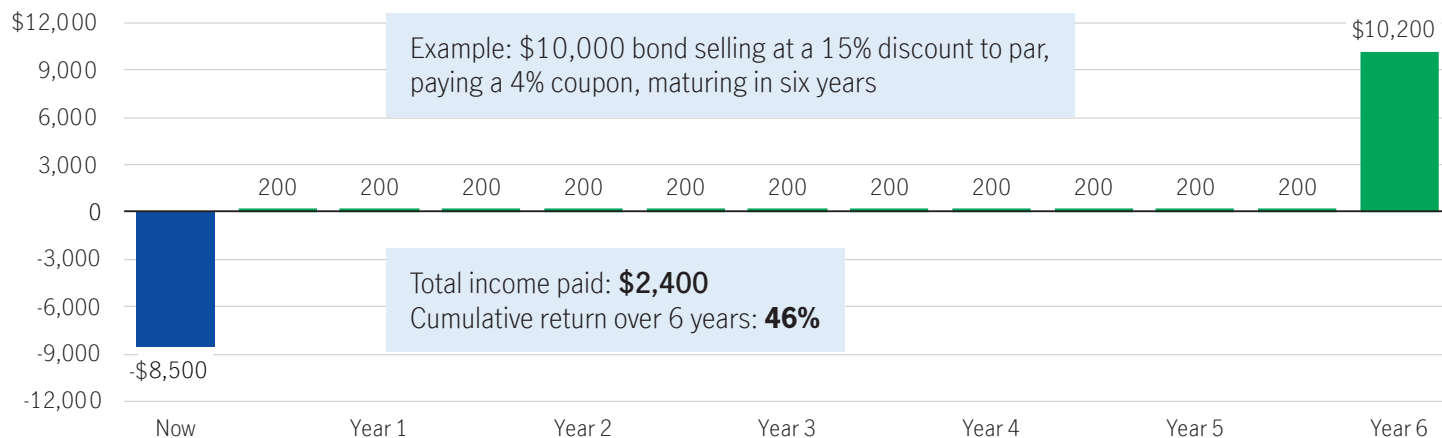 $12,000
9,000
6,000
3,000
0
-3,000
-6,000
-9,000
-12,000
Example: $10,000 bond selling at a 15% discount to par,
paying a 4% coupon, maturing in six years
$10,200
200 200 200 200 200 200 200 200 200 200 200
Total income paid: $2,400
Cumulative return over 6 years: 46%
-$8,500
Now Year 1 Year 2 Year 3 Year 4 Year 5 Year 6